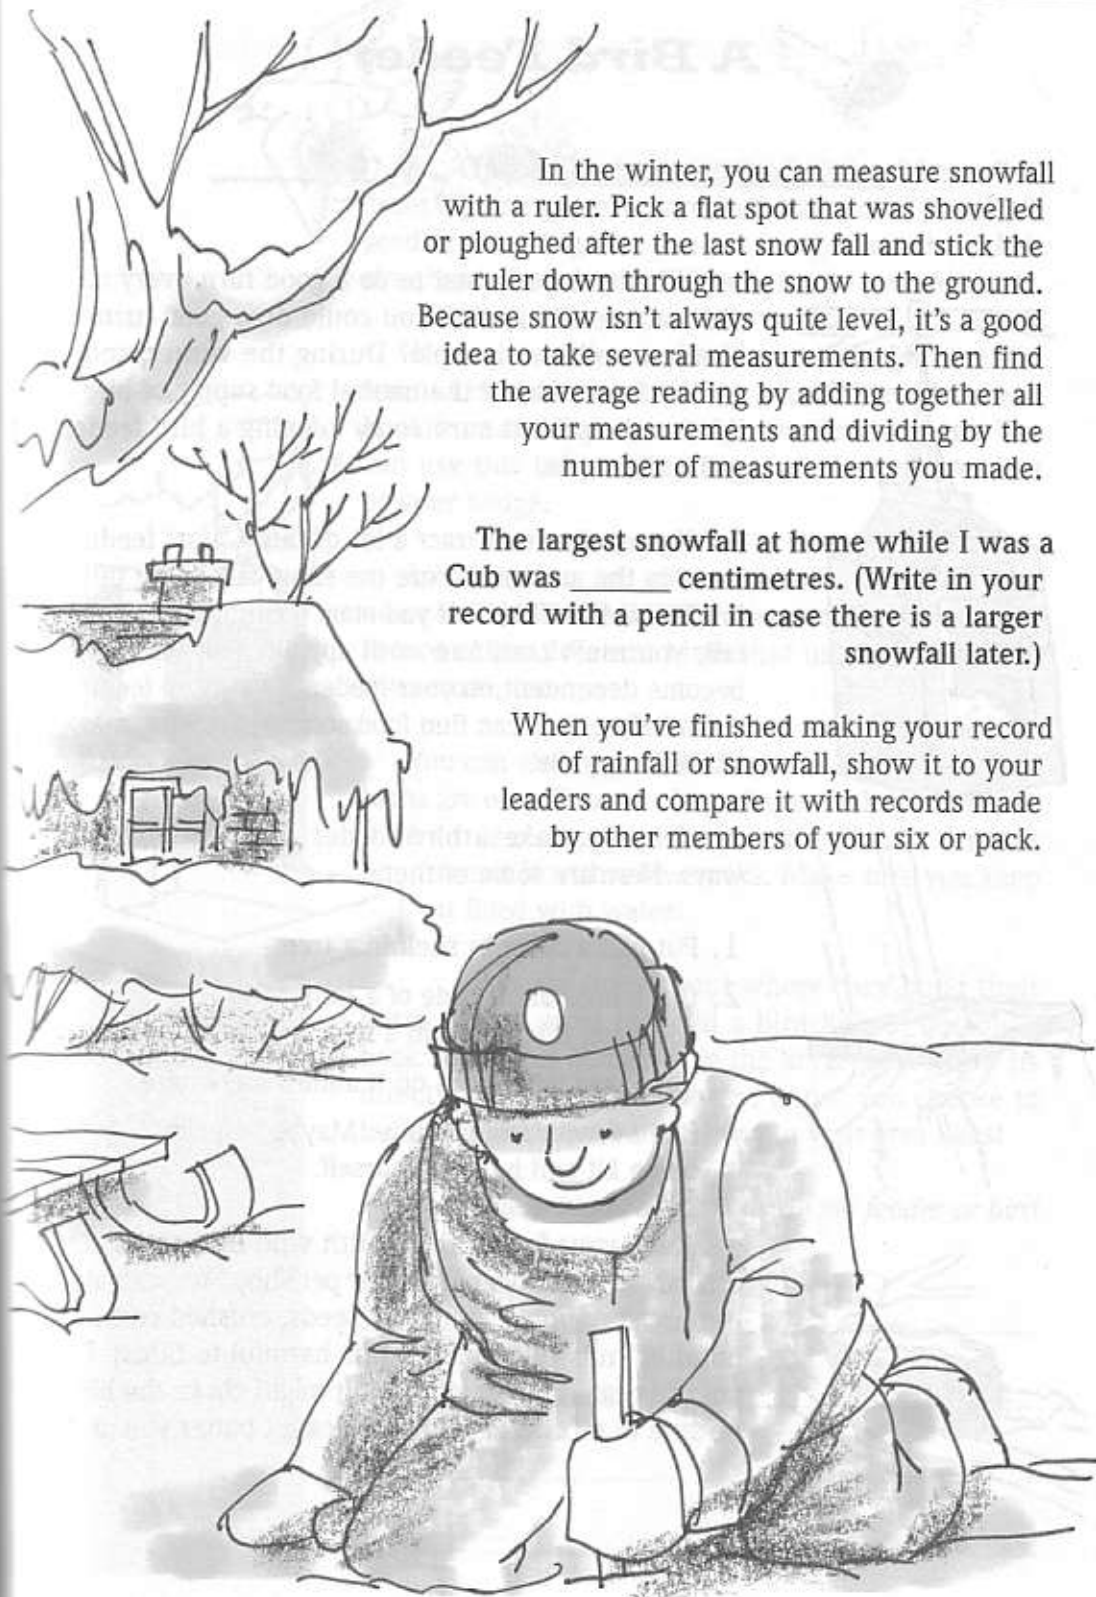 In the winter, you can measure snowfall
with a ruler. Pick a flat spot that was shovelled
or ploughed after the last snow fall and stick the
ruler down through the snow to the ground.
Because snow isn't always quite level, it's a good
idea to take several measurements. Then find
the average reading by adding together all
your measurements and dividing by the
number of measurements you made.
The largest snowfall at home while I was a
Cub was ______ centimetres. (Write in your
record with a pencil in case there is a larger
snowfall later.)
When you've finished making your record
of rainfall or snowfall, show it to your
leaders and compare it with records made
by other members of your six or pack.